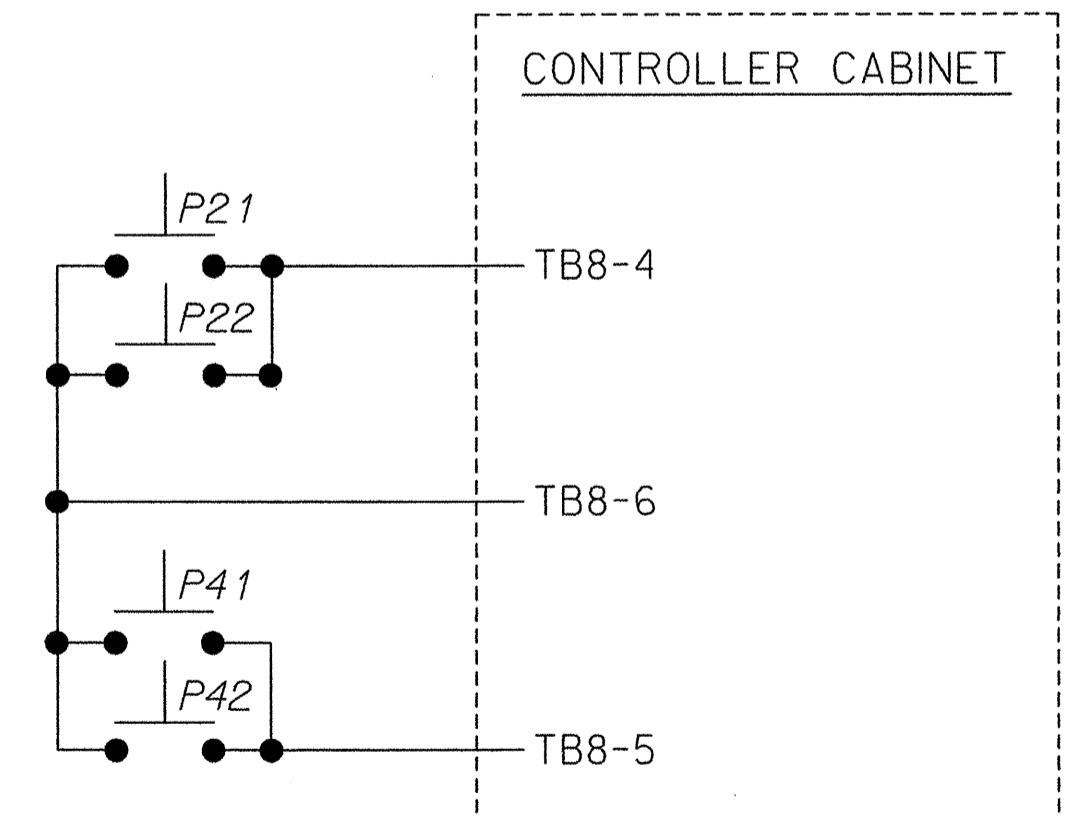 CONTROLLER CABINET
P21
TB8-4
P22
TB8-6
P41
P42
TB8-5